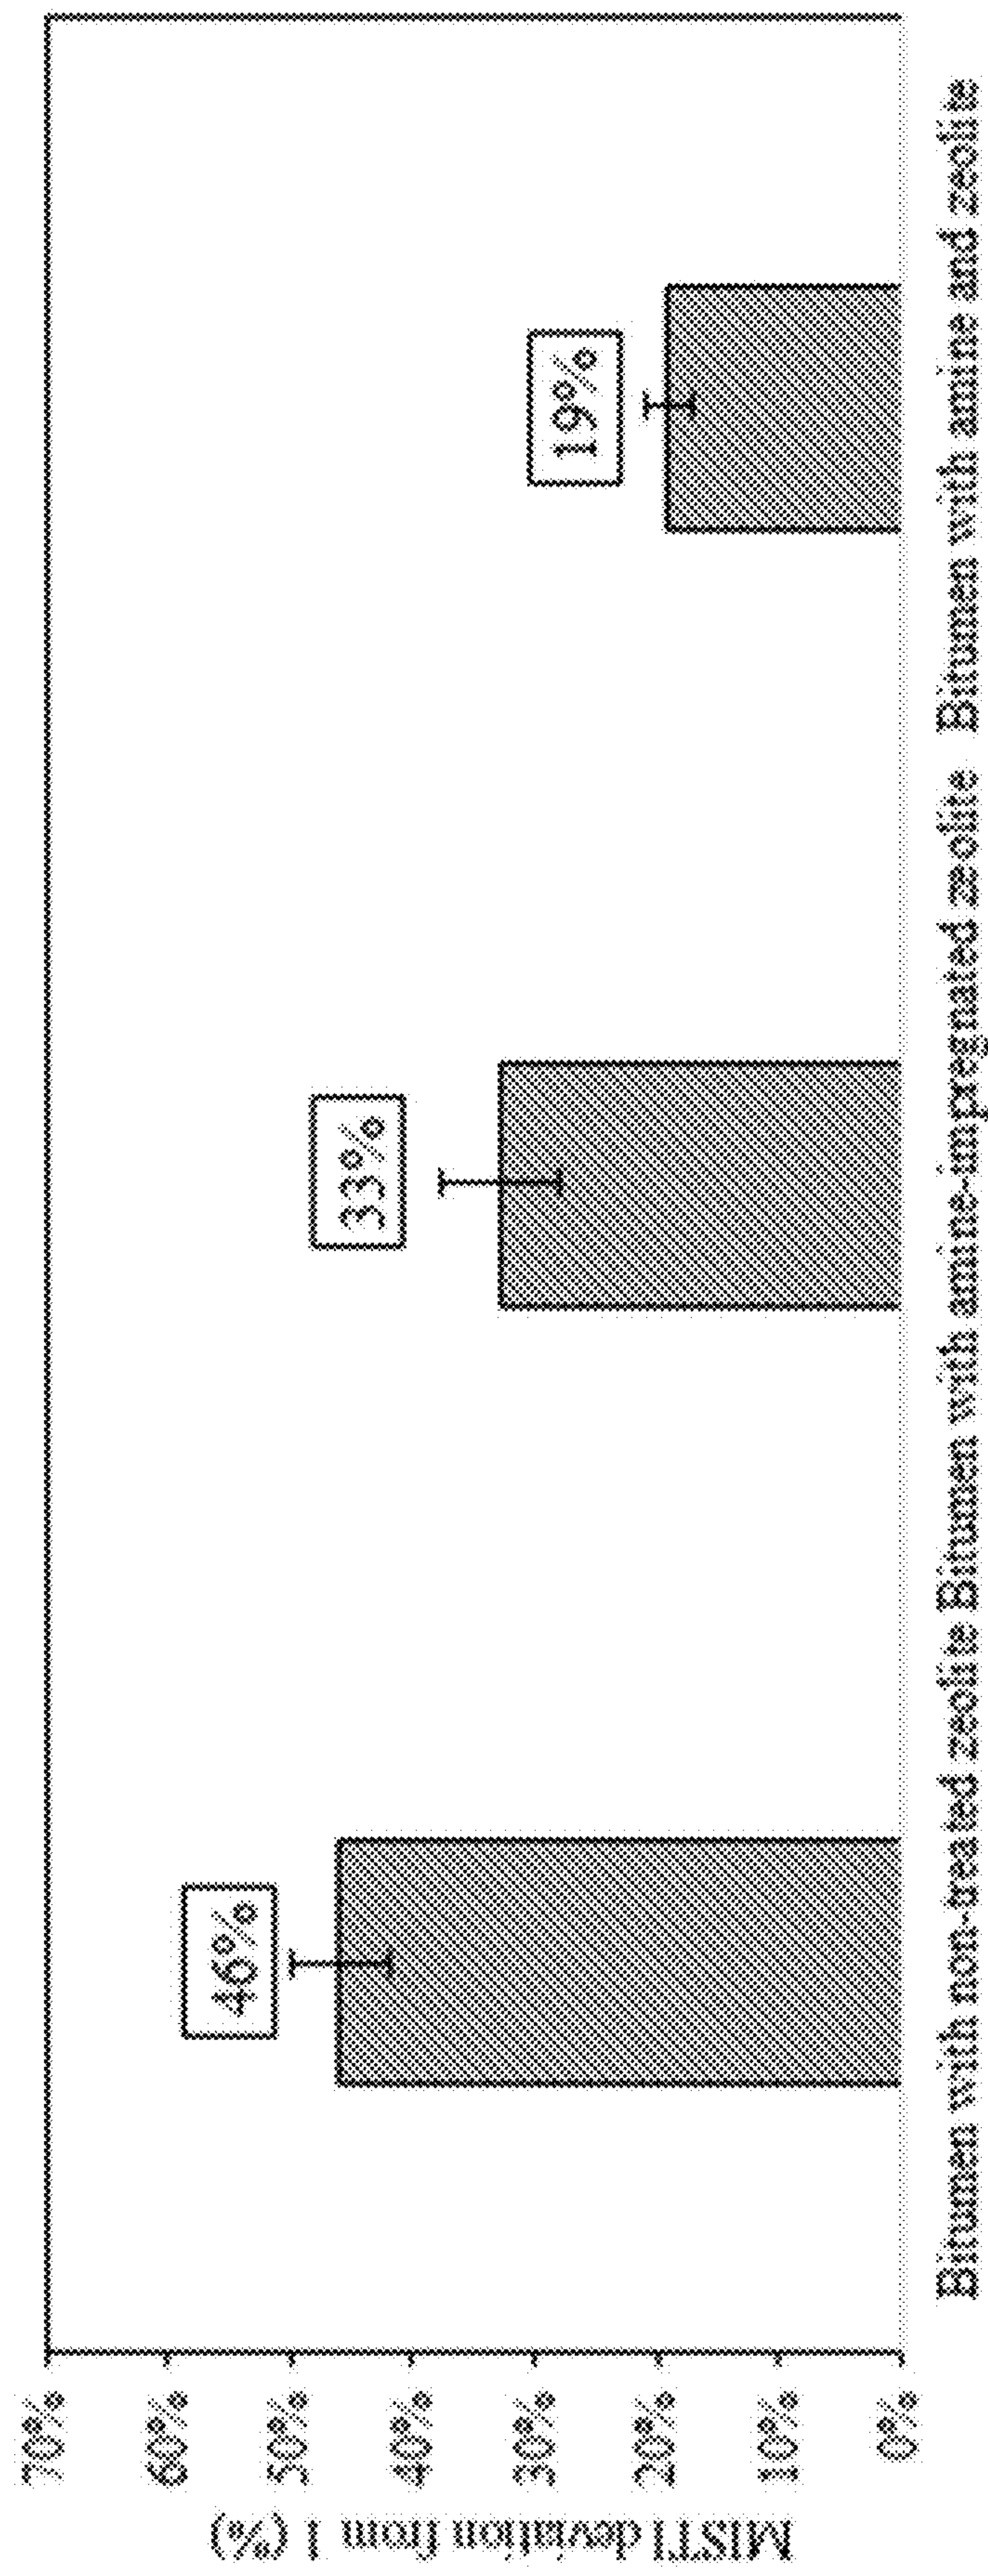 MISTI deviation from 1 (%)
70%
60%
50%
40%
30%
20%
10%
0%
46%
33%
19%
Bitumen with non-treated zeolite
Bitumen with amine-impregnated zeolite
Bitumen with amine and zeolite